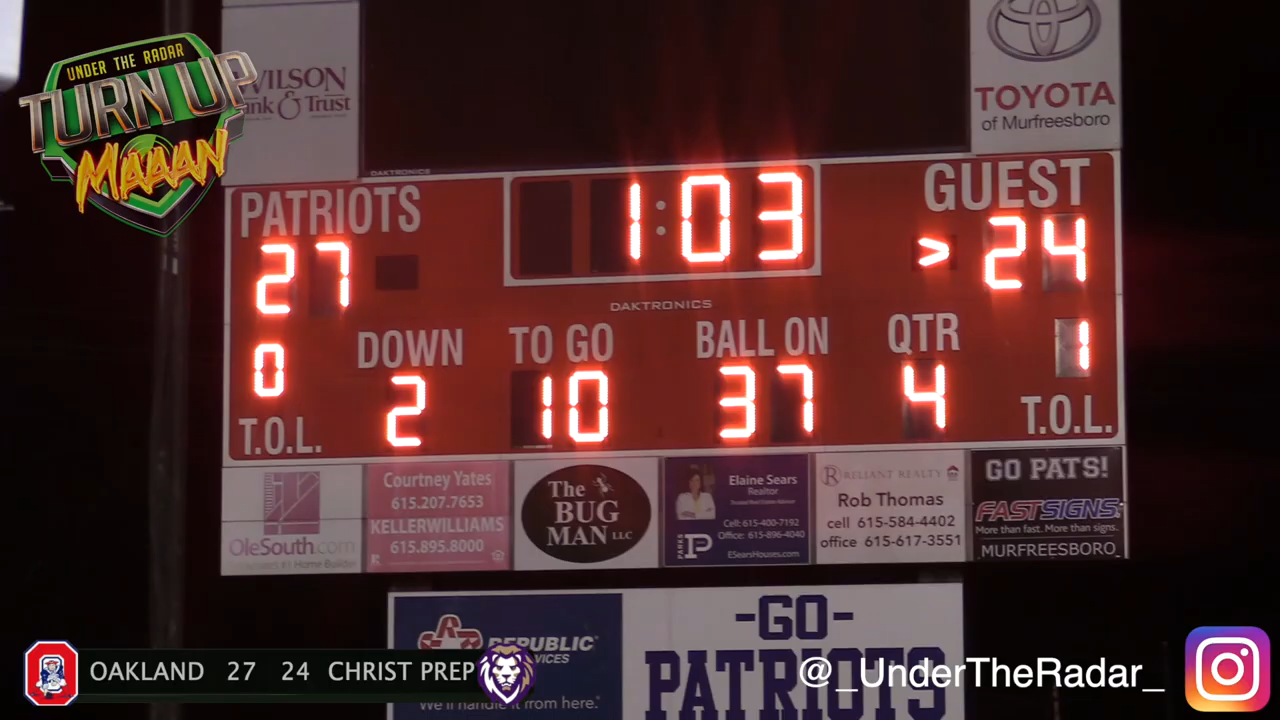 UNDER THE RADAR
TURN UP
MAAAN
WILSON
Bank & Trust
TOYOTA
of Murfreesboro
DAKTRONICS
PATRIOTS
1:03
GUEST
27
> 24
DAKTRONICS
DOWN
TO GO
BALL ON
QTR
0
2
10
37
4
1
T.O.L.
T.O.L.
OleSouth.com
#1 Home Builder
Courtney Yates
615.207.7653
KELLERWILLIAMS
615.895.8000
The
BUG
MAN LLC
Elaine Sears
Realtor
Cell: 615-400-7192
Office: 615-896-4040
PARKS
P
ESearsHouses.com
R RELIANT REALTY
Rob Thomas
cell 615-584-4402
office 615-617-3551
GO PATS!
FASTSIGNS
More than fast. More than signs.
MURFREESBORO
REPUBLIC
SERVICES
We'll handle it from here.
-GO-
PATRIOTS
OAKLAND 27 24 CHRIST PREP
@_UnderTheRadar_